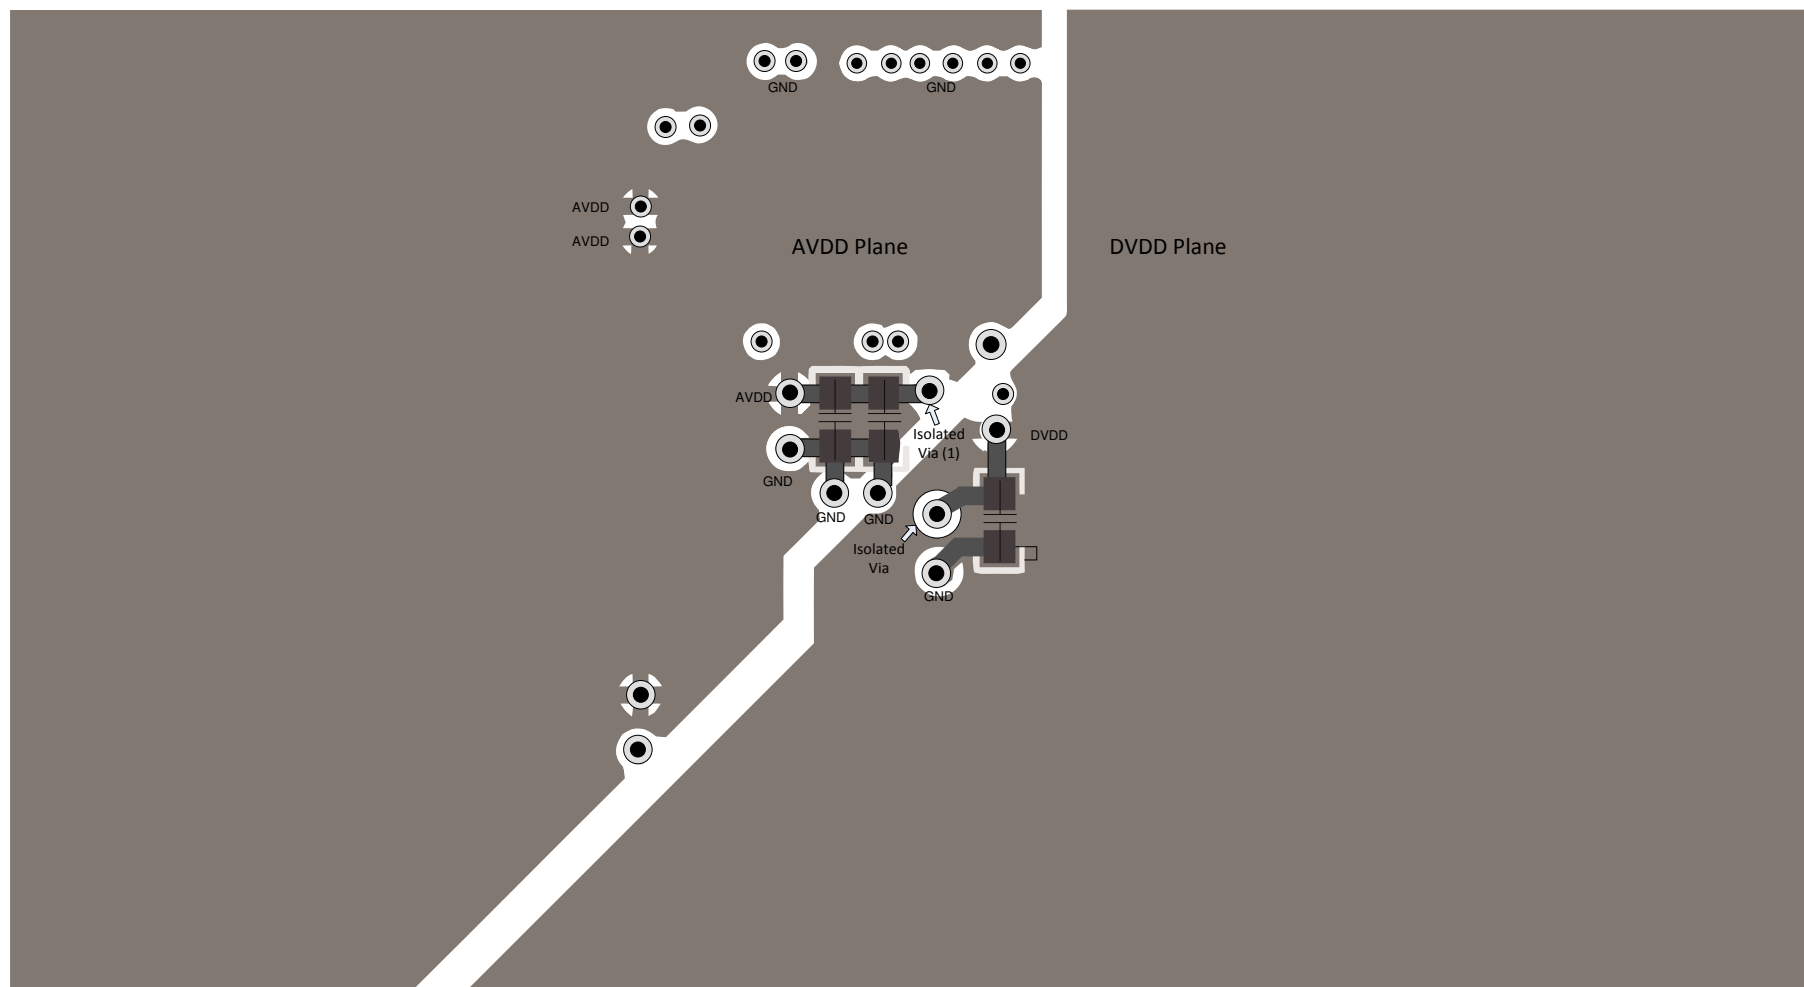 GND
GND
AVDD
AVDD
AVDD Plane
DVDD Plane
AVDD
Isolated
Via (1)
DVDD
GND
GND
GND
Isolated
Via
GND